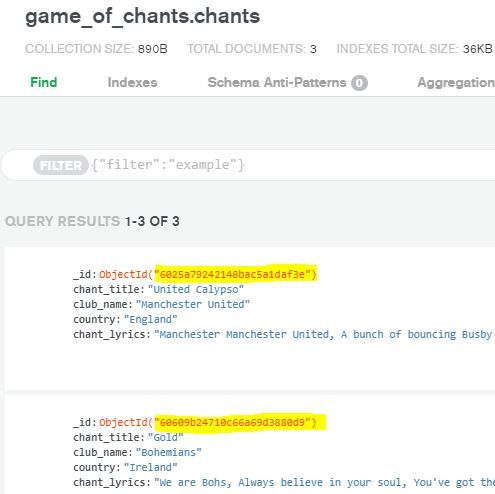 game_of_chants.chants
COLLECTION SIZE: 890B TOTAL DOCUMENTS: 3 INDEXES TOTAL SIZE: 36KB
Find Indexes Schema Anti-Patterns 0 Aggregation
FILTER {"filter":"example"}
QUERY RESULTS 1-3 OF 3
_id: ObjectId("6025a79242148bac5a1daf3e")
chant_title: "United Calypso"
club_name: "Manchester United"
country: "England"
chant_lyrics: "Manchester Manchester United, A bunch of bouncing Busby
_id: ObjectId("60609b24710c66a69d3880d9")
chant_title: "Gold"
club_name: "Bohemians"
country: "Ireland"
chant_lyrics: "We are Bohs, Always believe in your soul, You've got the